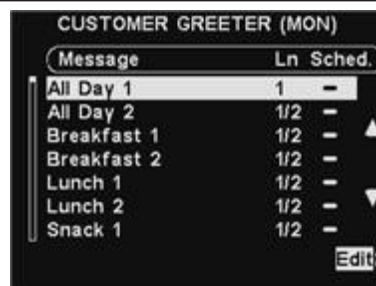 CUSTOMER GREETER (MON)
Message Ln Sched.
All Day 1 1 –
All Day 2 1/2 –
Breakfast 1 1/2 –
Breakfast 2 1/2 –
Lunch 1 1/2 –
Lunch 2 1/2 –
Snack 1 1/2 –
Edit